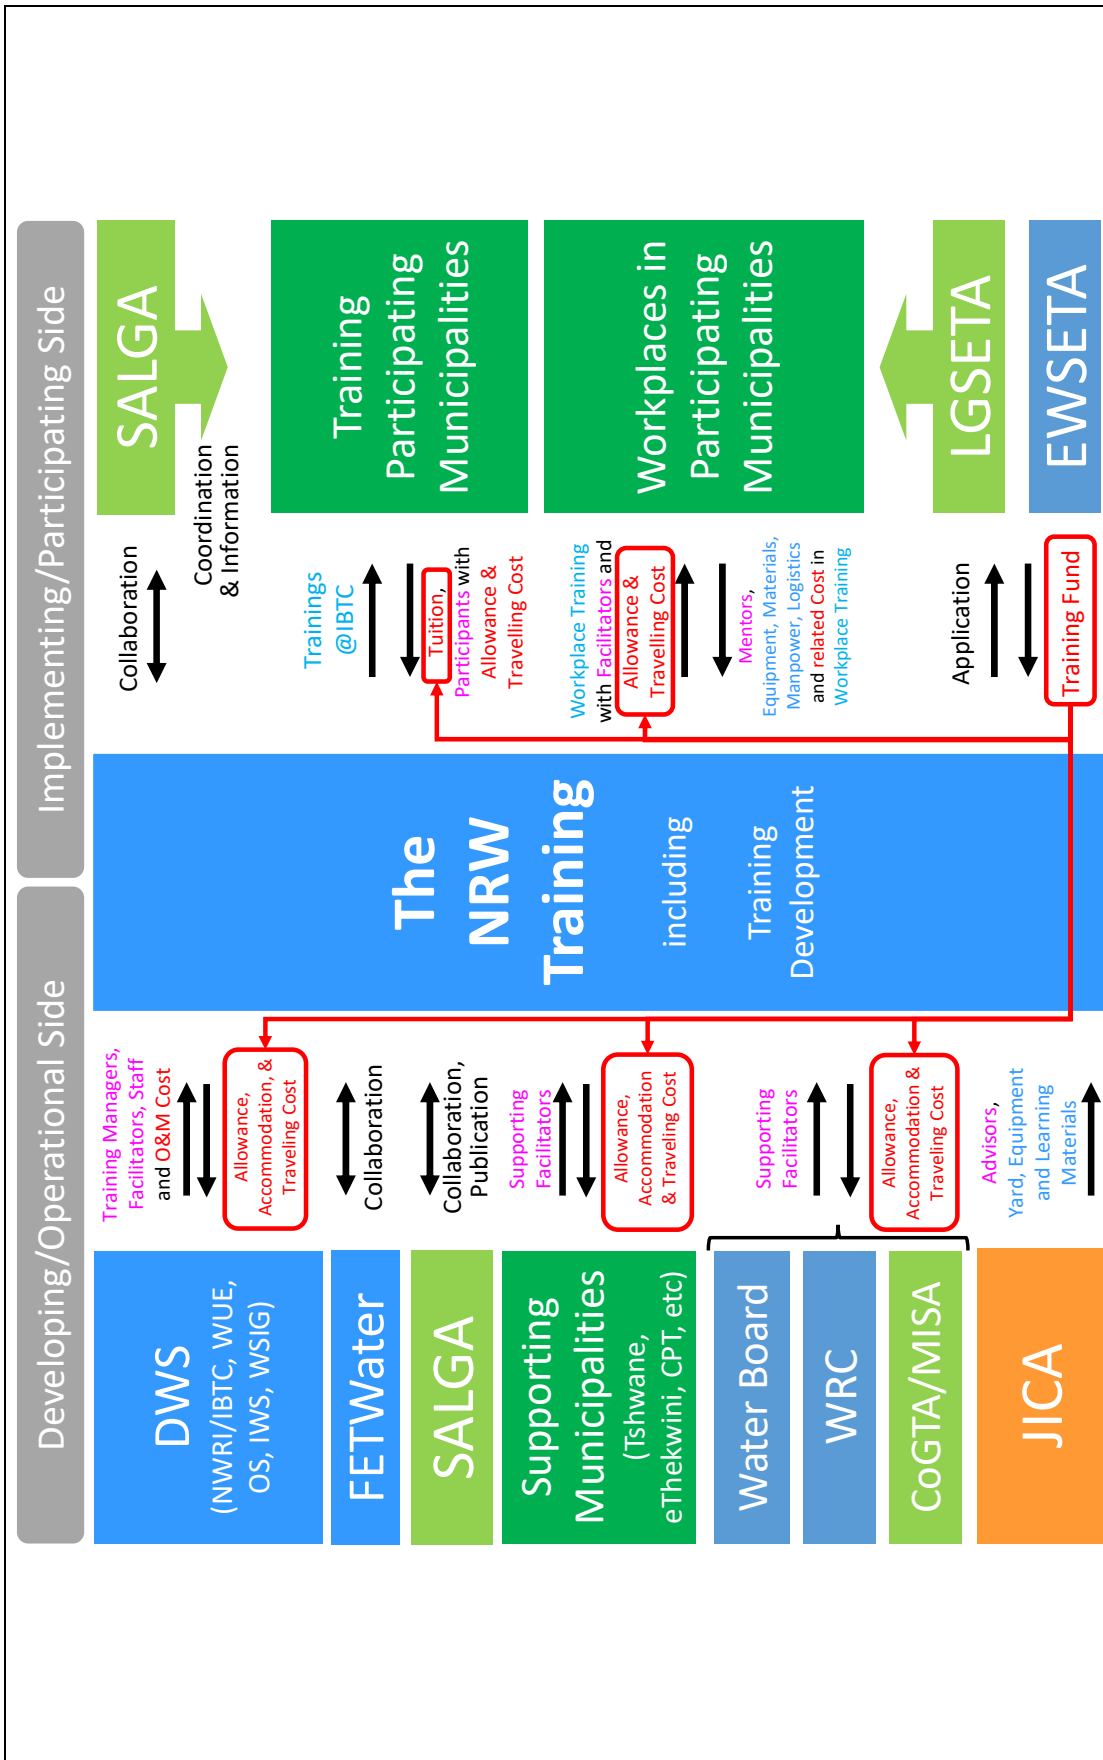 Developing/Operational Side
Implementing/Participating Side
DWS
(NWRI/IBTC, WUE,
OS, IWS, WSIG)
FETWater
SALGA
Supporting
Municipalities
(Tshwane,
eThekwini, CPT, etc)
Water Board
WRC
CoGTA/MISA
JICA
Training Managers,
Facilitators, Staff
and O&M Cost
Allowance,
Accommodation, &
Traveling Cost
Collaboration
Collaboration,
Publication
Supporting
Facilitators
Allowance,
Accommodation
& Traveling Cost
Supporting
Facilitators
Allowance,
Accommodation &
Traveling Cost
Advisors,
Yard, Equipment
and Learning
Materials
The
NRW
Training
including
Training
Development
Collaboration
Coordination
& Information
Trainings
@IBTC
Tuition,
Participants with
Allowance &
Travelling Cost
Workplace Training
with Facilitators and
Allowance &
Travelling Cost
Mentors,
Equipment, Materials,
Manpower, Logistics
and related Cost in
Workplace Training
Application
Training Fund
SALGA
Training
Participating
Municipalities
Workplaces in
Participating
Municipalities
LGSETA
EWSETA